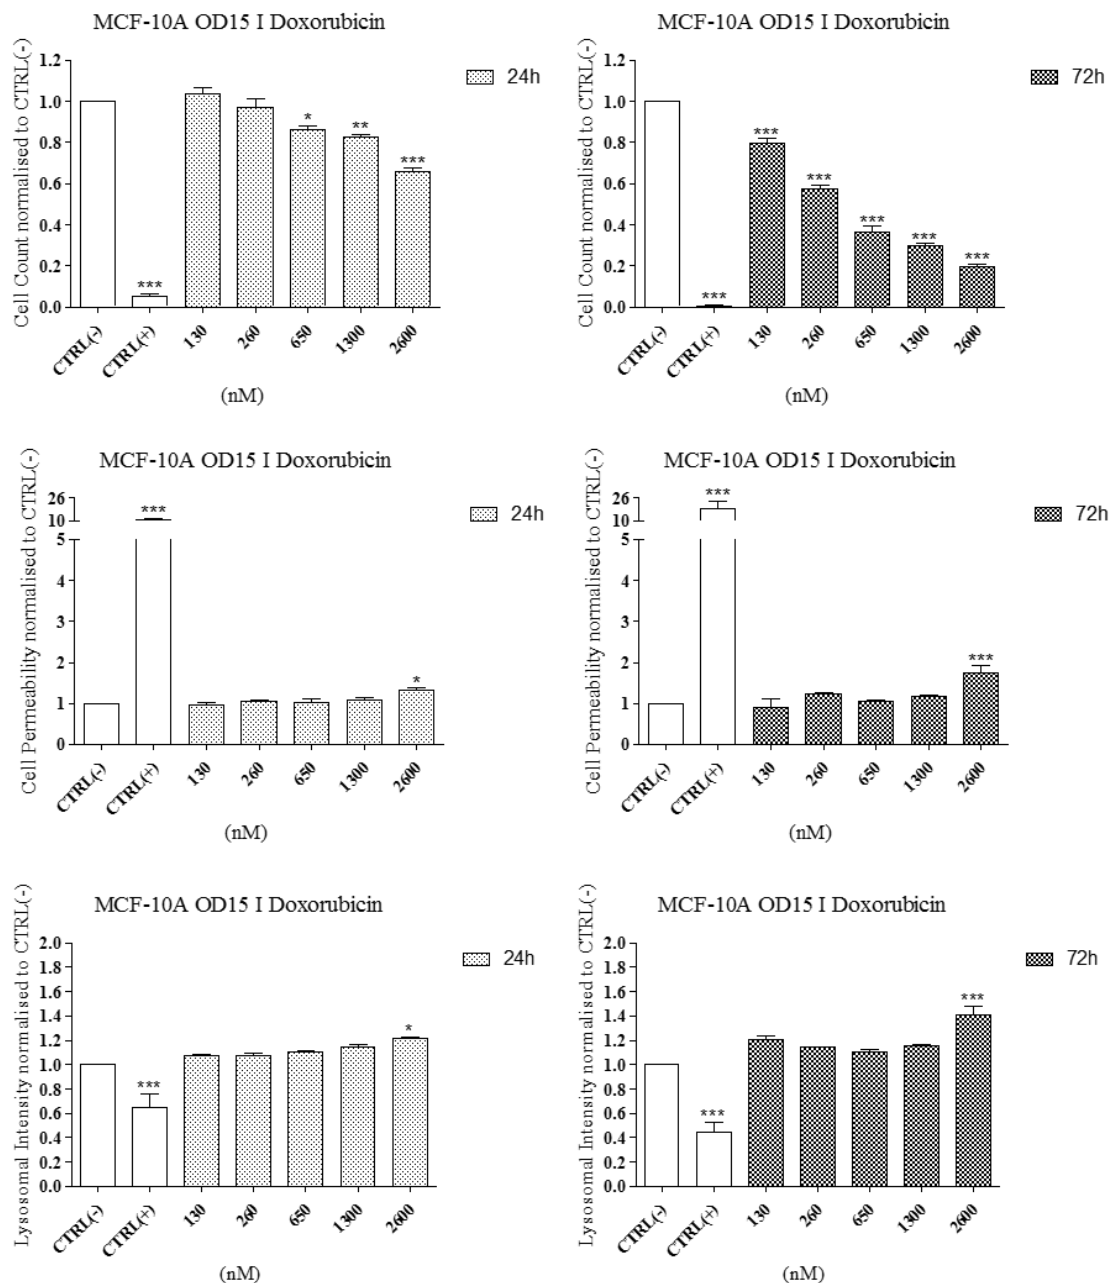 MCF-10A OD15 I Doxorubicin
Cell Count normalised to CTRL(-)
1.2
1.0
0.8
0.6
0.4
0.2
0.0
***
*
**
***
24h
CTRL(-)
CTRL(+)
130
260
650
1300
2600
(nM)
MCF-10A OD15 I Doxorubicin
Cell Count normalised to CTRL(-)
1.2
1.0
0.8
0.6
0.4
0.2
0.0
***
***
***
***
***
***
72h
CTRL(-)
CTRL(+)
130
260
650
1300
2600
(nM)
MCF-10A OD15 I Doxorubicin
Cell Permeability normalised to CTRL(-)
26
10
5
4
3
2
1
0
***
*
24h
CTRL(-)
CTRL(+)
130
260
650
1300
2600
(nM)
MCF-10A OD15 I Doxorubicin
Cell Permeability normalised to CTRL(-)
26
10
5
4
3
2
1
0
***
***
72h
CTRL(-)
CTRL(+)
130
260
650
1300
2600
(nM)
MCF-10A OD15 I Doxorubicin
Lysosomal Intensity normalised to CTRL(-)
2.0
1.8
1.6
1.4
1.2
1.0
0.8
0.6
0.4
0.2
0.0
***
*
24h
CTRL(-)
CTRL(+)
130
260
650
1300
2600
(nM)
MCF-10A OD15 I Doxorubicin
Lysosomal Intensity normalised to CTRL(-)
2.0
1.8
1.6
1.4
1.2
1.0
0.8
0.6
0.4
0.2
0.0
***
***
72h
CTRL(-)
CTRL(+)
130
260
650
1300
2600
(nM)